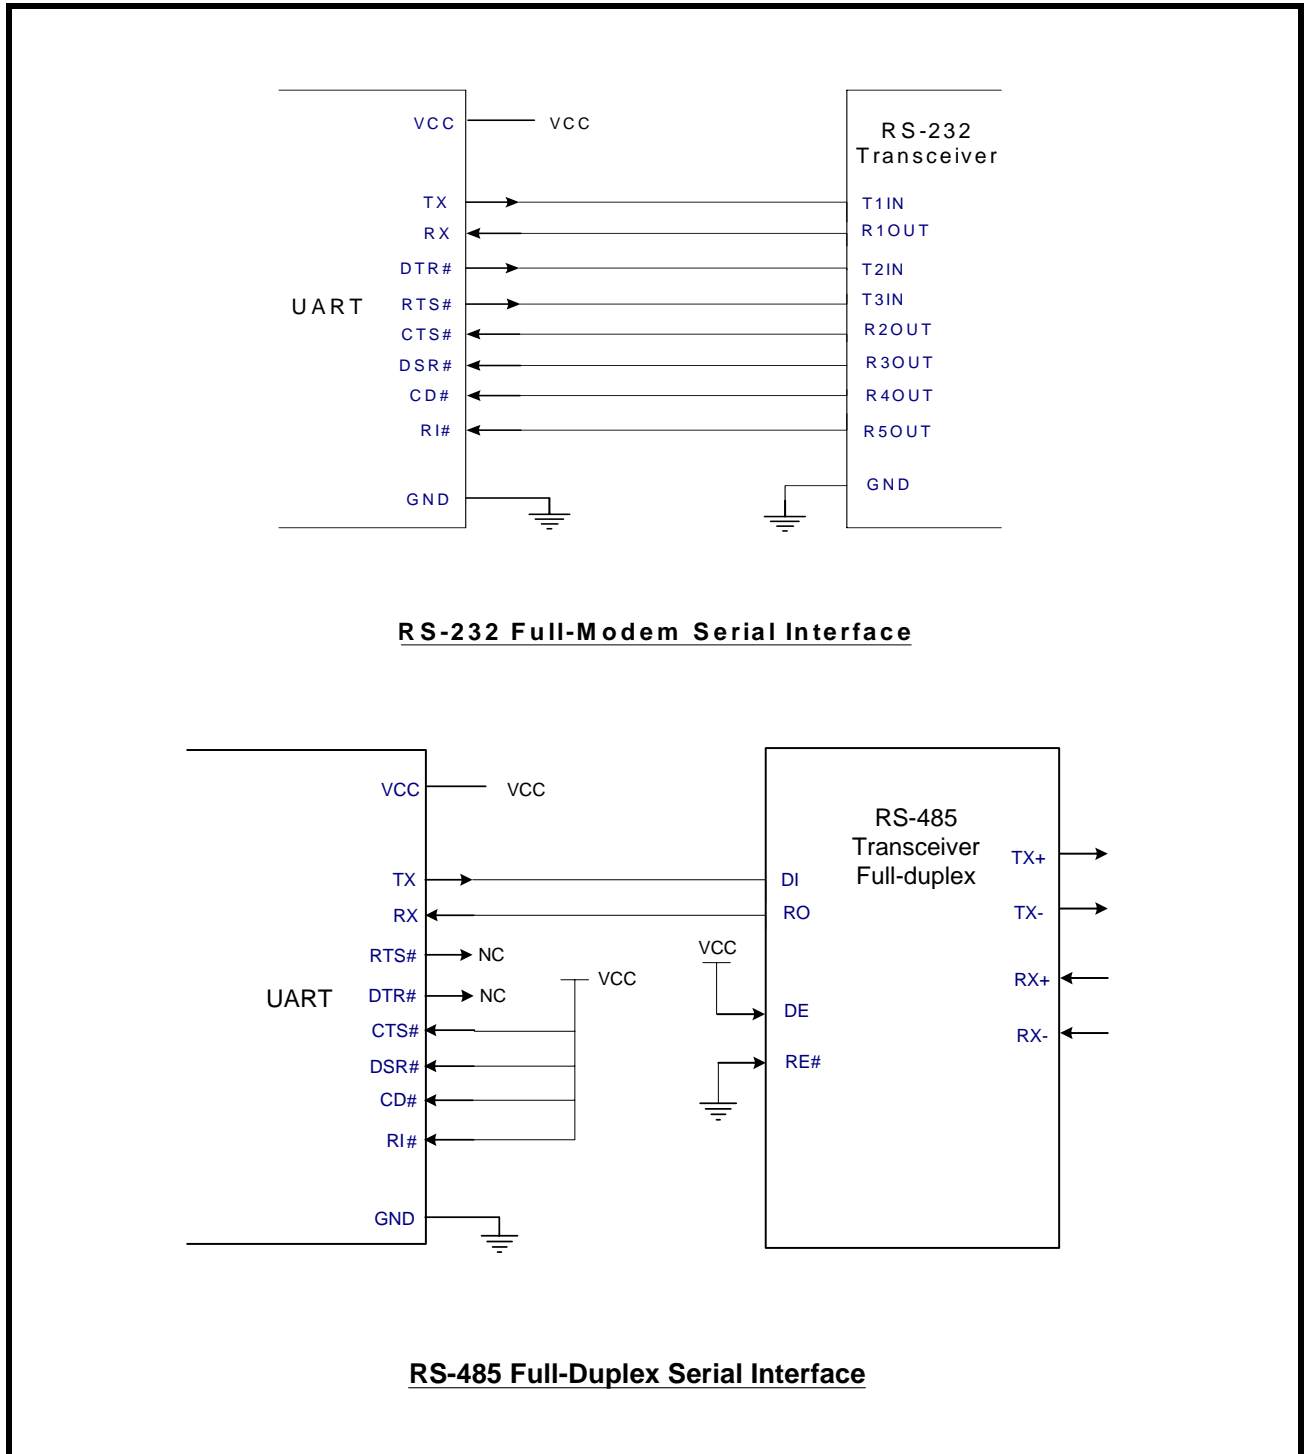 VCC
VCC
TX
RX
DTR#
UART
RTS#
CTS#
DSR#
CD#
RI#
GND
RS-232
Transceiver
T1IN
R1OUT
T2IN
T3IN
R2OUT
R3OUT
R4OUT
R5OUT
GND
RS-232 Full-Modem Serial Interface
VCC
VCC
TX
RX
RTS#
NC
UART
DTR#
NC
CTS#
DSR#
CD#
RI#
VCC
GND
RS-485
Transceiver
Full-duplex
DI
RO
VCC
DE
RE#
TX+
TX-
RX+
RX-
RS-485 Full-Duplex Serial Interface